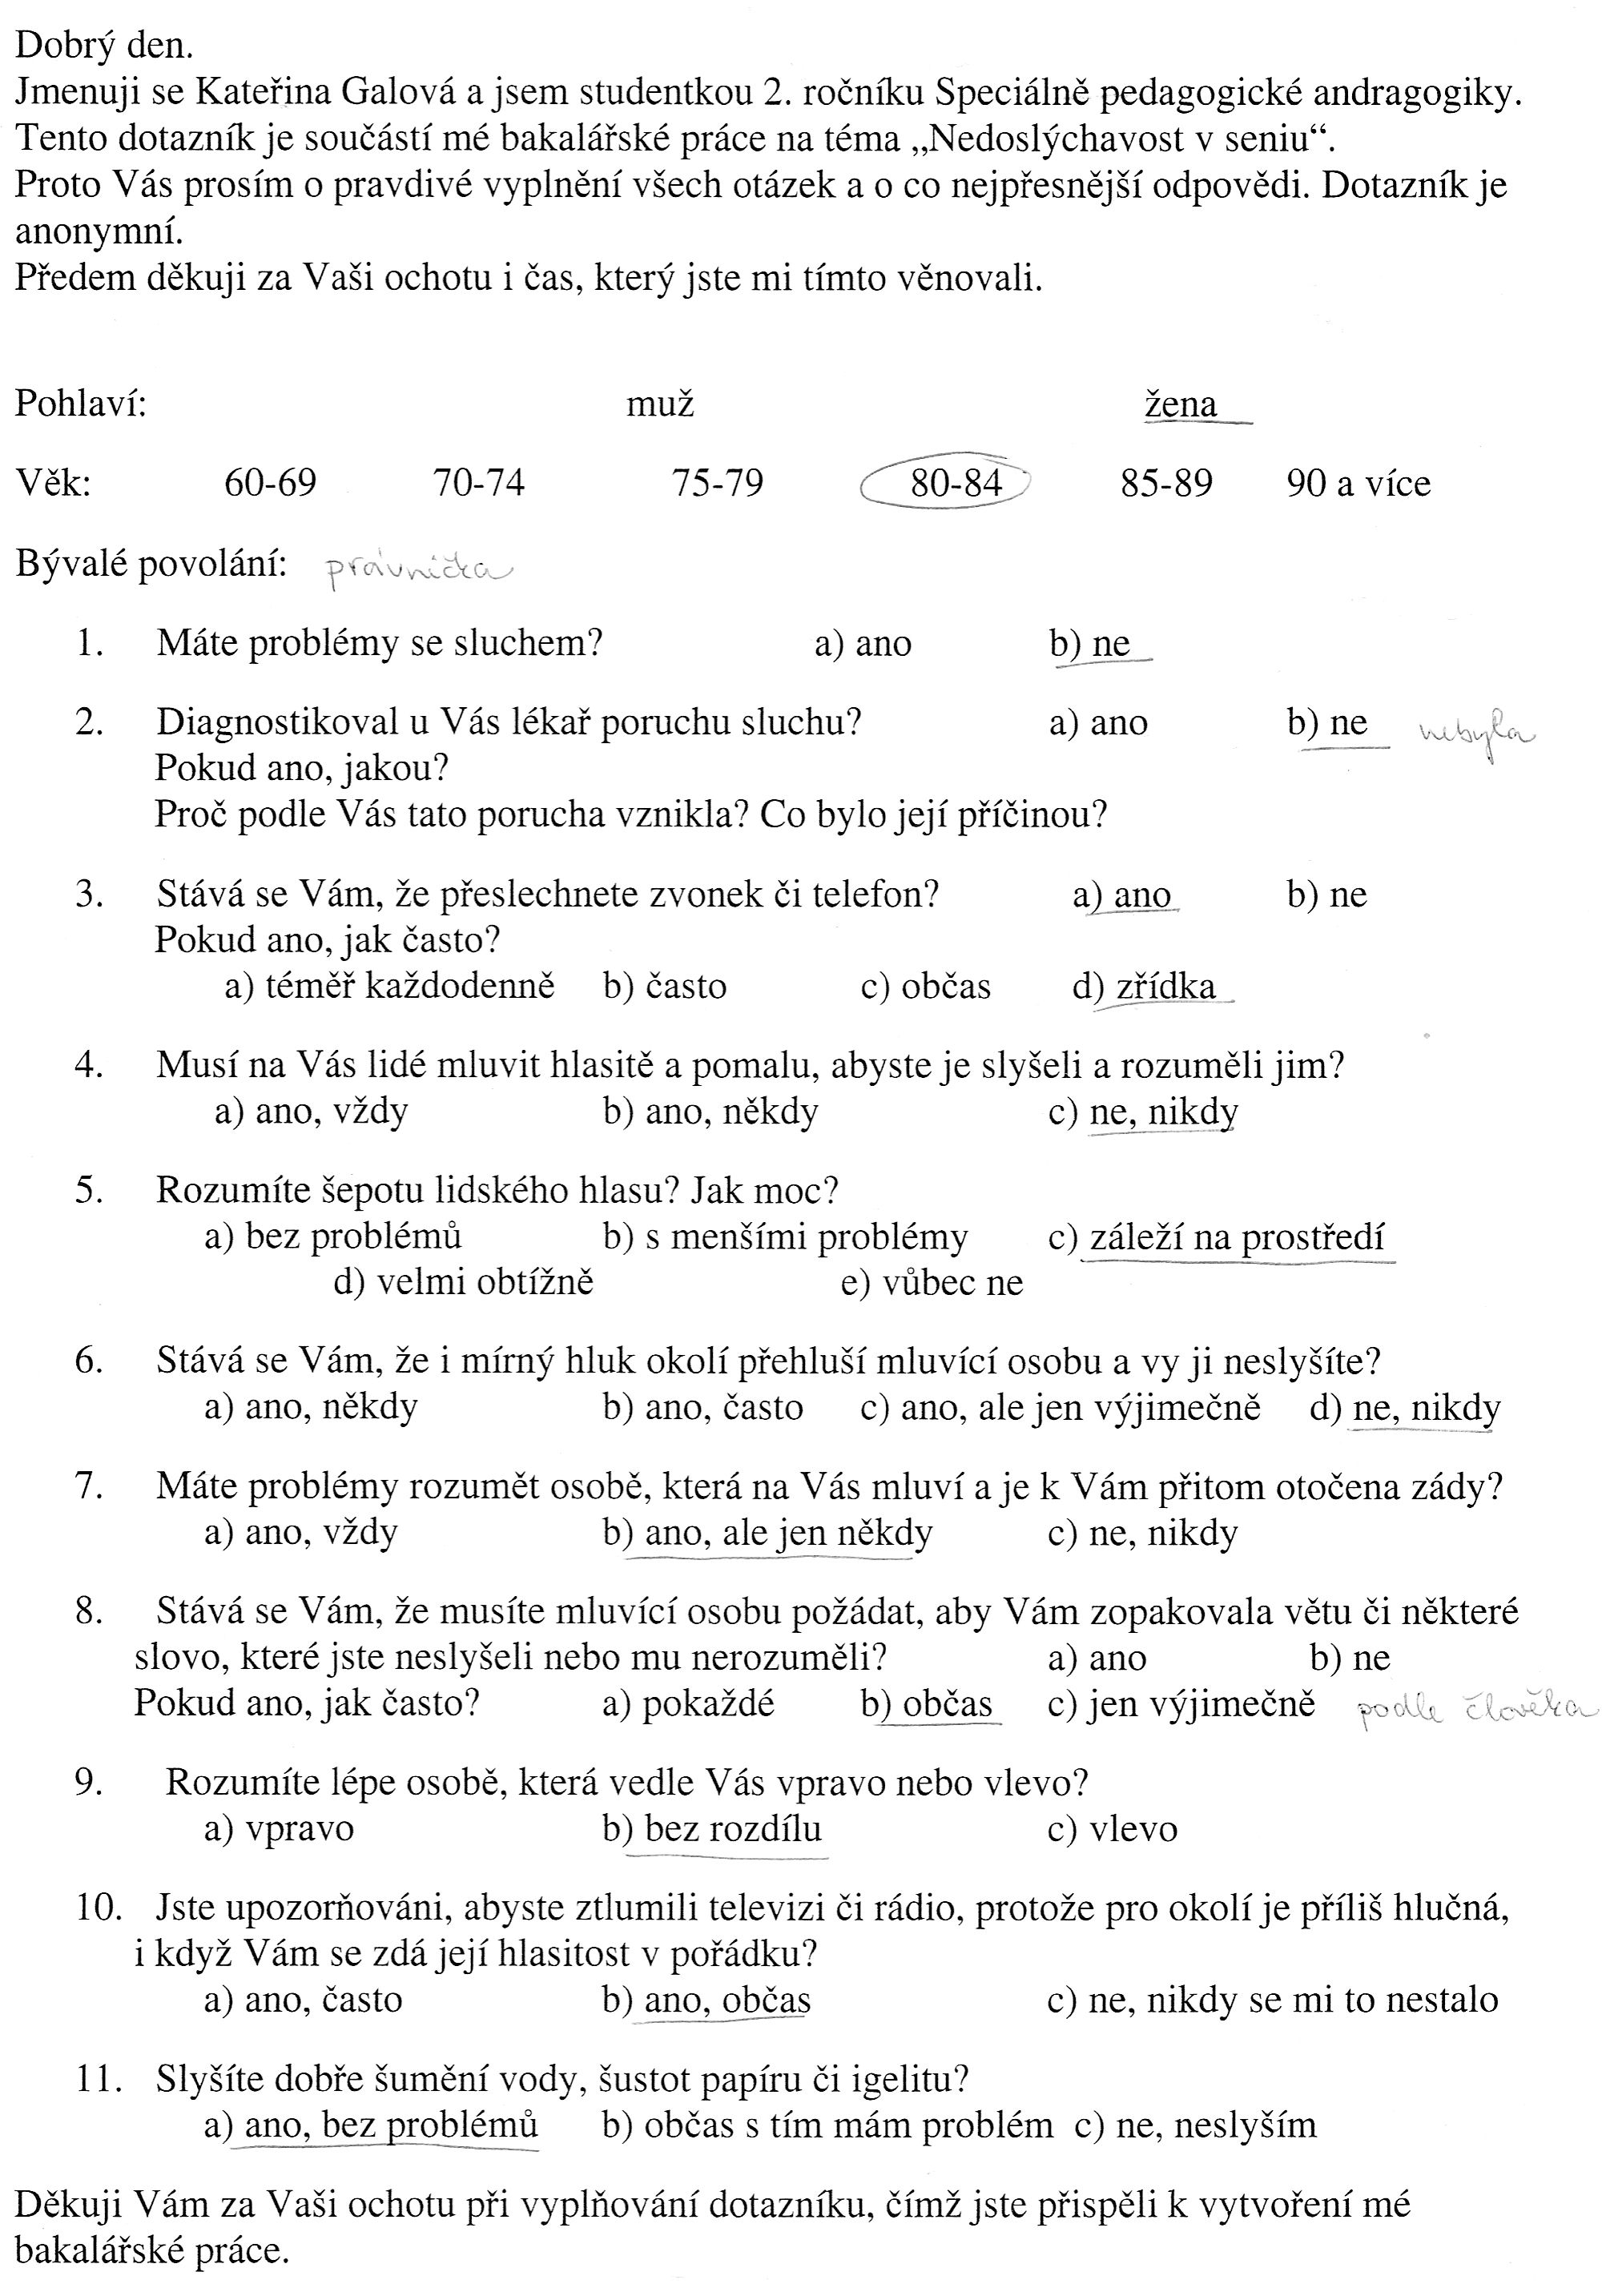 Dobrý den.
Jmenuji se Kateřina Galová a jsem studentkou 2. ročníku Speciálně pedagogické andragogiky.
Tento dotazník je součástí mé bakalářské práce na téma „Nedoslýchavost v seniu“.
Proto Vás prosím o pravdivé vyplnění všech otázek a o co nejpřesnější odpovědi. Dotazník je
anonymní.
Předem děkuji za Vaši ochotu i čas, který jste mi tímto věnovali.
Pohlaví: muž žena
Věk: 60-69 70-74 75-79 80-84 85-89 90 a více
Bývalé povolání: právnička
1. Máte problémy se sluchem? a) ano b) ne
2. Diagnostikoval u Vás lékař poruchu sluchu? a) ano b) ne nebyla
Pokud ano, jakou?
Proč podle Vás tato porucha vznikla? Co bylo její příčinou?
3. Stává se Vám, že přeslechnete zvonek či telefon? a) ano b) ne
Pokud ano, jak často?
a) téměř každodenně b) často c) občas d) zřídka
4. Musí na Vás lidé mluvit hlasitě a pomalu, abyste je slyšeli a rozuměli jim?
a) ano, vždy b) ano, někdy c) ne, nikdy
5. Rozumíte šepotu lidského hlasu? Jak moc?
a) bez problémů b) s menšími problémy c) záleží na prostředí
d) velmi obtížně e) vůbec ne
6. Stává se Vám, že i mírný hluk okolí přehluší mluvící osobu a vy ji neslyšíte?
a) ano, někdy b) ano, často c) ano, ale jen výjimečně d) ne, nikdy
7. Máte problémy rozumět osobě, která na Vás mluví a je k Vám přitom otočena zády?
a) ano, vždy b) ano, ale jen někdy c) ne, nikdy
8. Stává se Vám, že musíte mluvící osobu požádat, aby Vám zopakovala větu či některé
slovo, které jste neslyšeli nebo mu nerozuměli? a) ano b) ne
Pokud ano, jak často? a) pokaždé b) občas c) jen výjimečně podle člověka
9. Rozumíte lépe osobě, která vedle Vás vpravo nebo vlevo?
a) vpravo b) bez rozdílu c) vlevo
10. Jste upozorňováni, abyste ztlumili televizi či rádio, protože pro okolí je příliš hlučná,
i když Vám se zdá její hlasitost v pořádku?
a) ano, často b) ano, občas c) ne, nikdy se mi to nestalo
11. Slyšíte dobře šumění vody, šustot papíru či igelitu?
a) ano, bez problémů b) občas s tím mám problém c) ne, neslyším
Děkuji Vám za Vaši ochotu při vyplňování dotazníku, čímž jste přispěli k vytvoření mé
bakalářské práce.